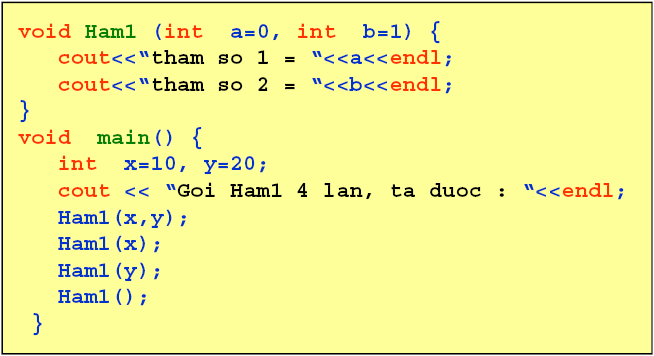 void Ham1 (int a=0, int b=1) {
cout<<“tham so 1 = “<<a<<endl;
cout<<“tham so 2 = “<<b<<endl;
}
void main() {
int x=10, y=20;
cout << “Goi Ham1 4 lan, ta duoc : “<<endl;
Ham1(x,y);
Ham1(x);
Ham1(y);
Ham1();
}